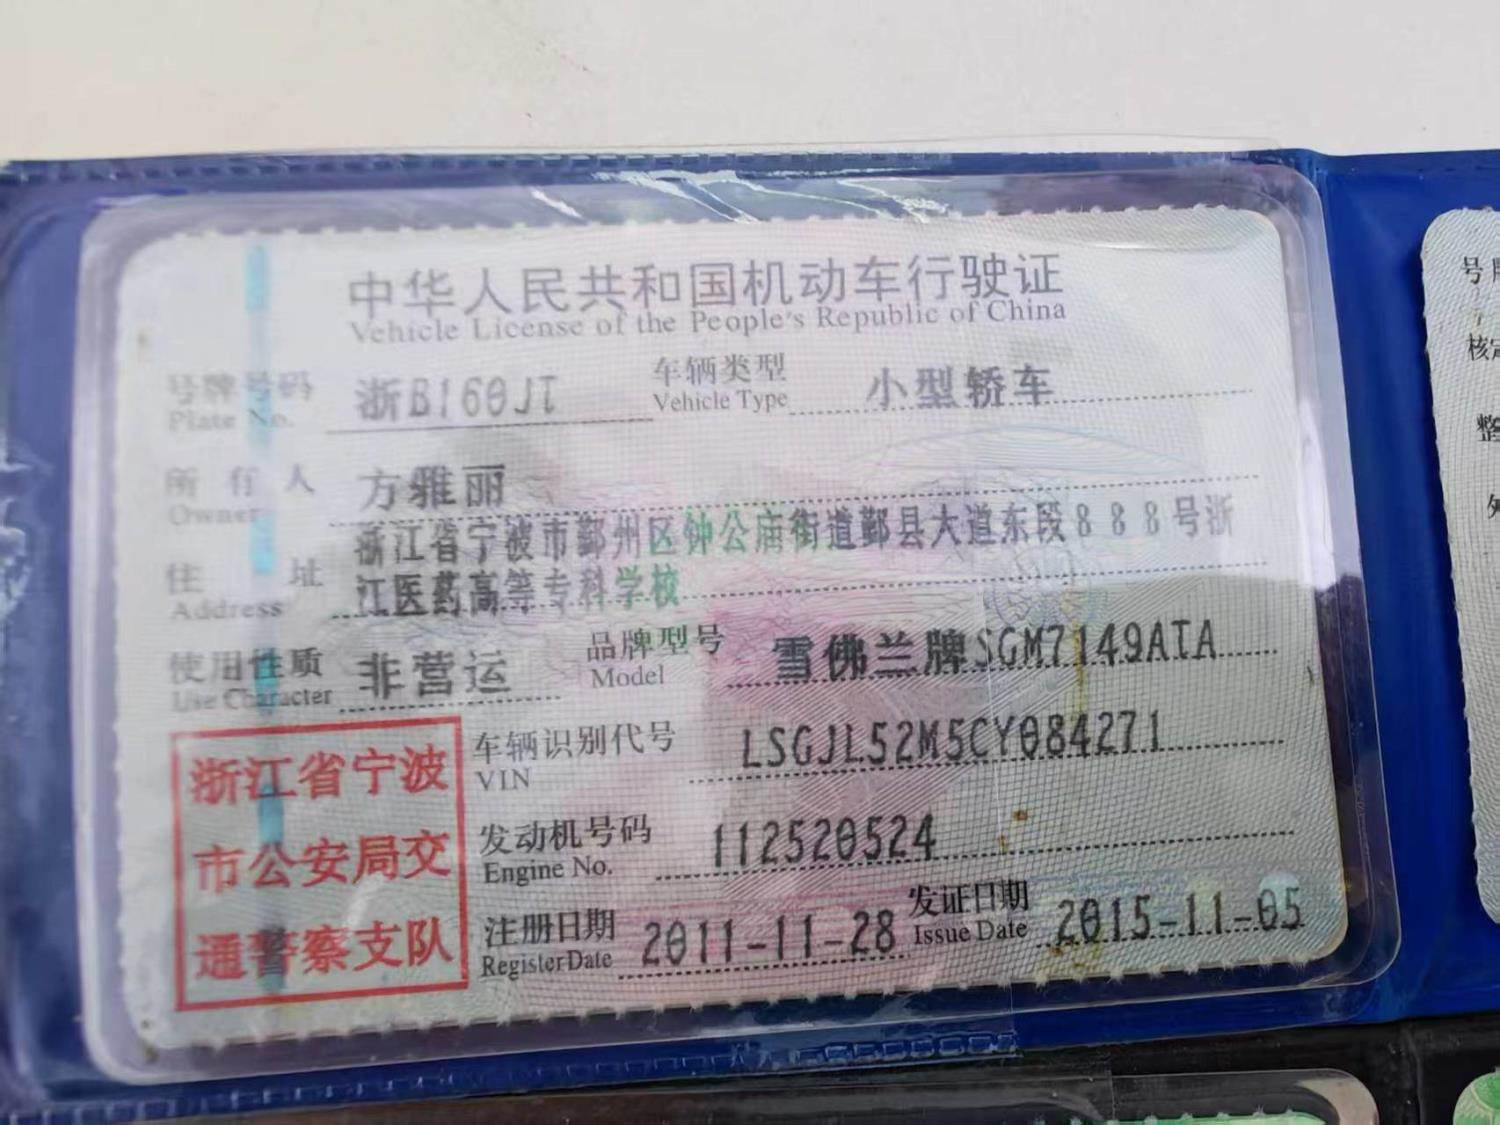 中华人民共和国机动车行驶证
Vehicle License of the People's Republic of China
号牌号码 浙B160JT 车辆类型 小型轿车
Plate No. Vehicle Type
所有人 方雅丽
Owner
住址 浙江省宁波市鄞州区钟公庙街道鄞县大道东段888号浙
江医药高等专科学校
Address
使用性质 非营运 品牌型号 雪佛兰牌SGM7149ATA
Use Character Model
浙江省宁波
市公安局交
通警察支队
车辆识别代号 LSGJL52M5CY084271
VIN
发动机号码 112520524
Engine No.
注册日期 2011-11-28 发证日期 2015-11-05
Register Date Issue Date
号
核
整